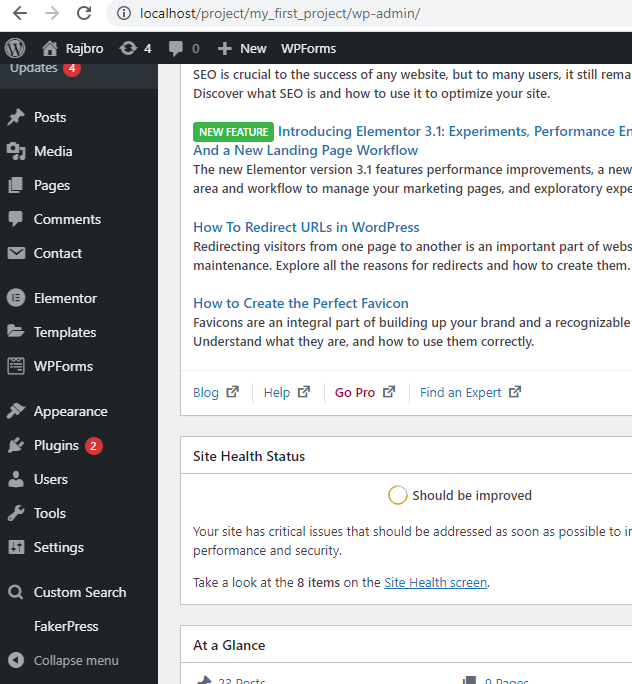 localhost/project/my_first_project/wp-admin/
Rajbro 4 0 New WPForms
Updates 4
Posts
Media
Pages
Comments
Contact
Elementor
Templates
WPForms
Appearance
Plugins 2
Users
Tools
Settings
Custom Search
FakerPress
Collapse menu
SEO is crucial to the success of any website, but to many users, it still rema
Discover what SEO is and how to use it to optimize your site.
NEW FEATURE Introducing Elementor 3.1: Experiments, Performance En
And a New Landing Page Workflow
The new Elementor version 3.1 features performance improvements, a new
area and workflow to manage your marketing pages, and exploratory expe
How To Redirect URLs in WordPress
Redirecting visitors from one page to another is an important part of webs
maintenance. Explore all the reasons for redirects and how to create them.
How to Create the Perfect Favicon
Favicons are an integral part of building up your brand and a recognizable
Understand what they are, and how to use them correctly.
Blog Help Go Pro Find an Expert
Site Health Status
Should be improved
Your site has critical issues that should be addressed as soon as possible to in
performance and security.
Take a look at the 8 items on the Site Health screen.
At a Glance
23 Posts 9 Pages